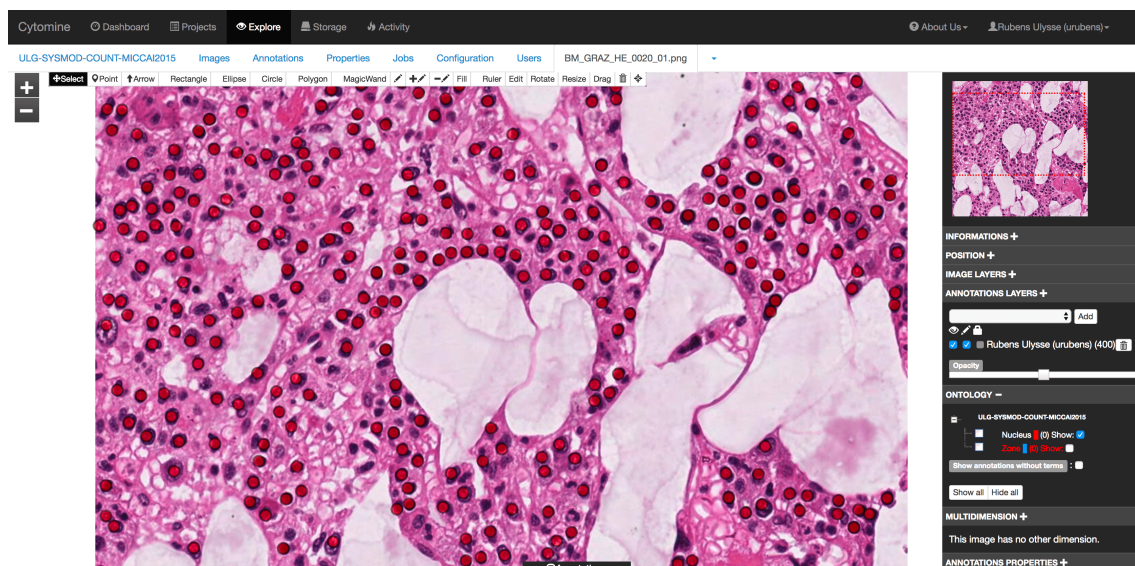 Cytomine Dashboard Projects Explore Storage Activity About Us Rubens Ulysse (urubens)
ULG-SYSMOD-COUNT-MICCAI2015 Images Annotations Properties Jobs Configuration Users BM_GRAZ_HE_0020_01.png
Select Point Arrow Rectangle Ellipse Circle Polygon MagicWand Fill Ruler Edit Rotate Resize Drag
INFORMATIONS +
POSITION +
IMAGE LAYERS +
ANNOTATIONS LAYERS +
Add
Rubens Ulysse (urubens) (400)
Opacity
ONTOLOGY −
ULG-SYSMOD-COUNT-MICCAI2015
Nucleus (0) Show:
Zone (0) Show:
Show annotations without terms :
Show all Hide all
MULTIDIMENSION +
This image has no other dimension.
ANNOTATIONS PROPERTIES +